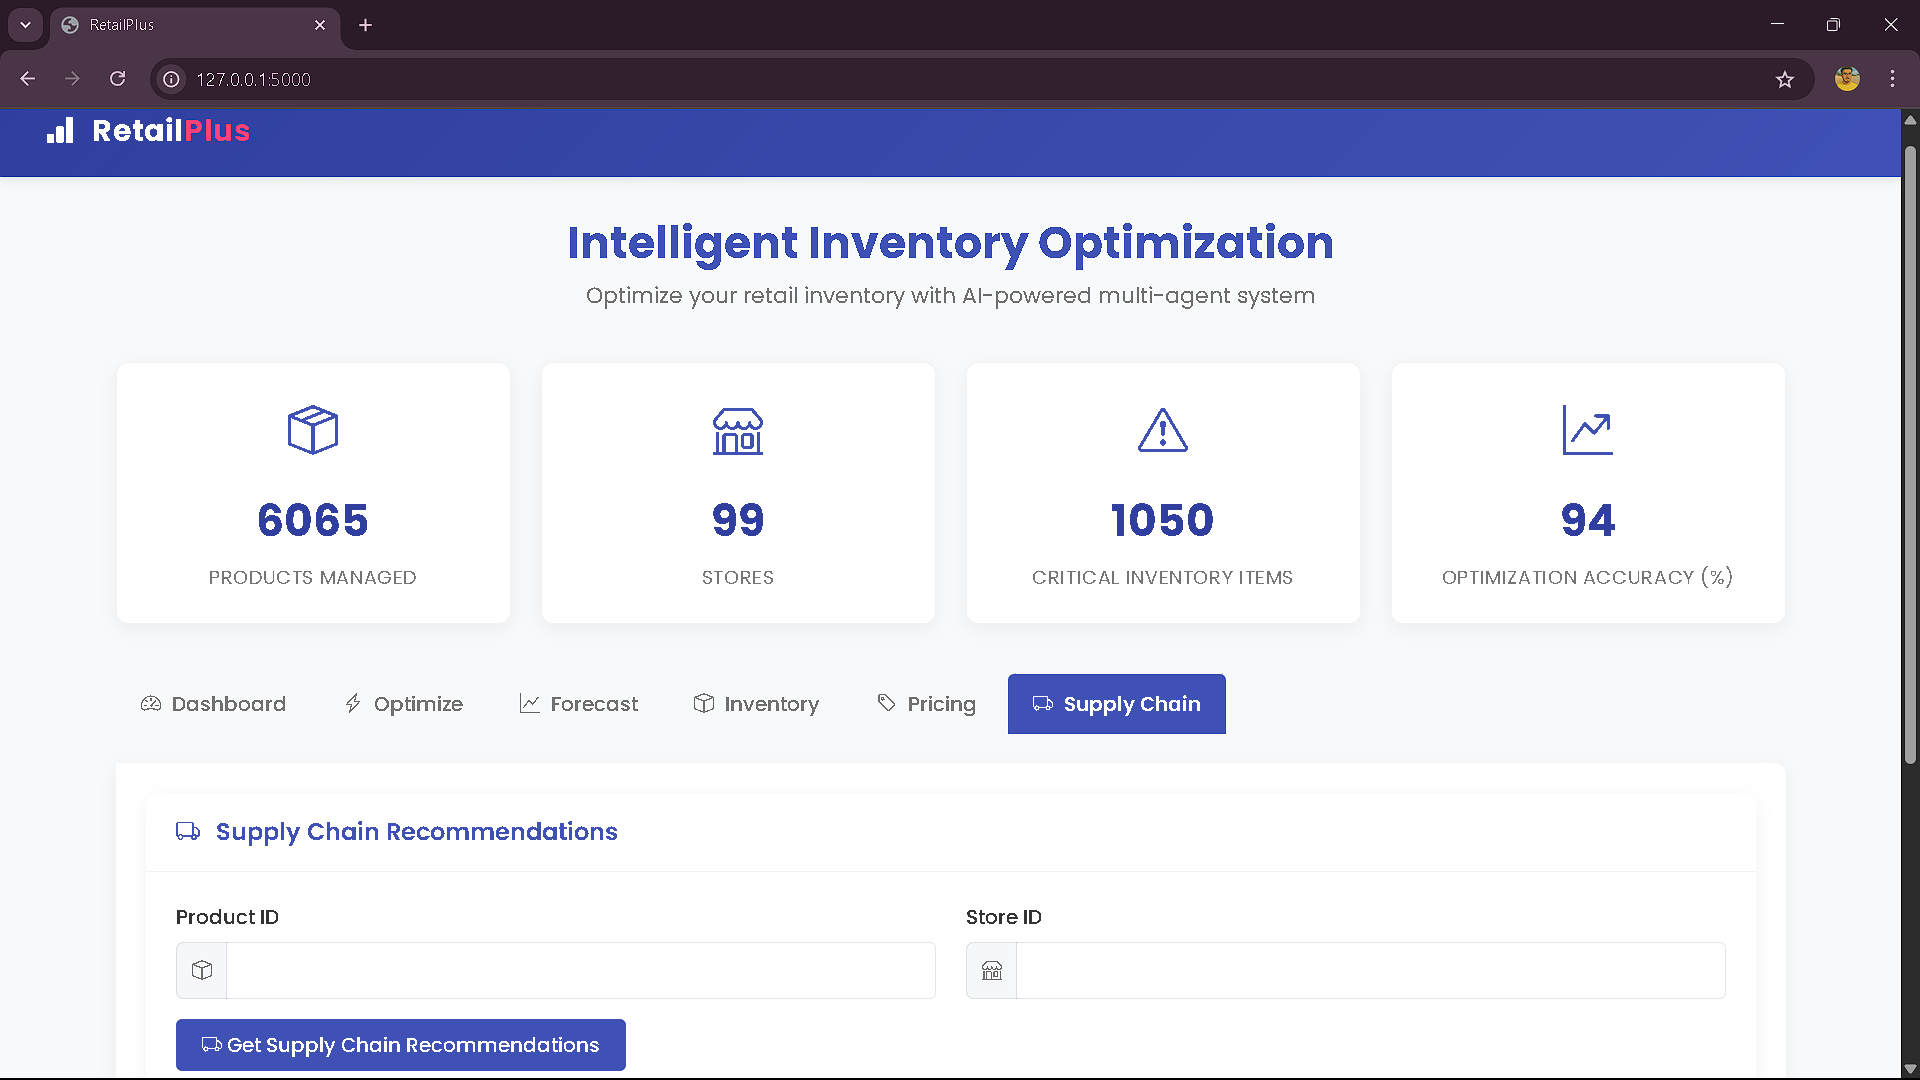 RetailPlus
127.0.0.1:5000
RetailPlus
Intelligent Inventory Optimization
Optimize your retail inventory with AI-powered multi-agent system
6065
PRODUCTS MANAGED
99
STORES
1050
CRITICAL INVENTORY ITEMS
94
OPTIMIZATION ACCURACY (%)
Dashboard Optimize Forecast Inventory Pricing Supply Chain
Supply Chain Recommendations
Product ID Store ID
Get Supply Chain Recommendations